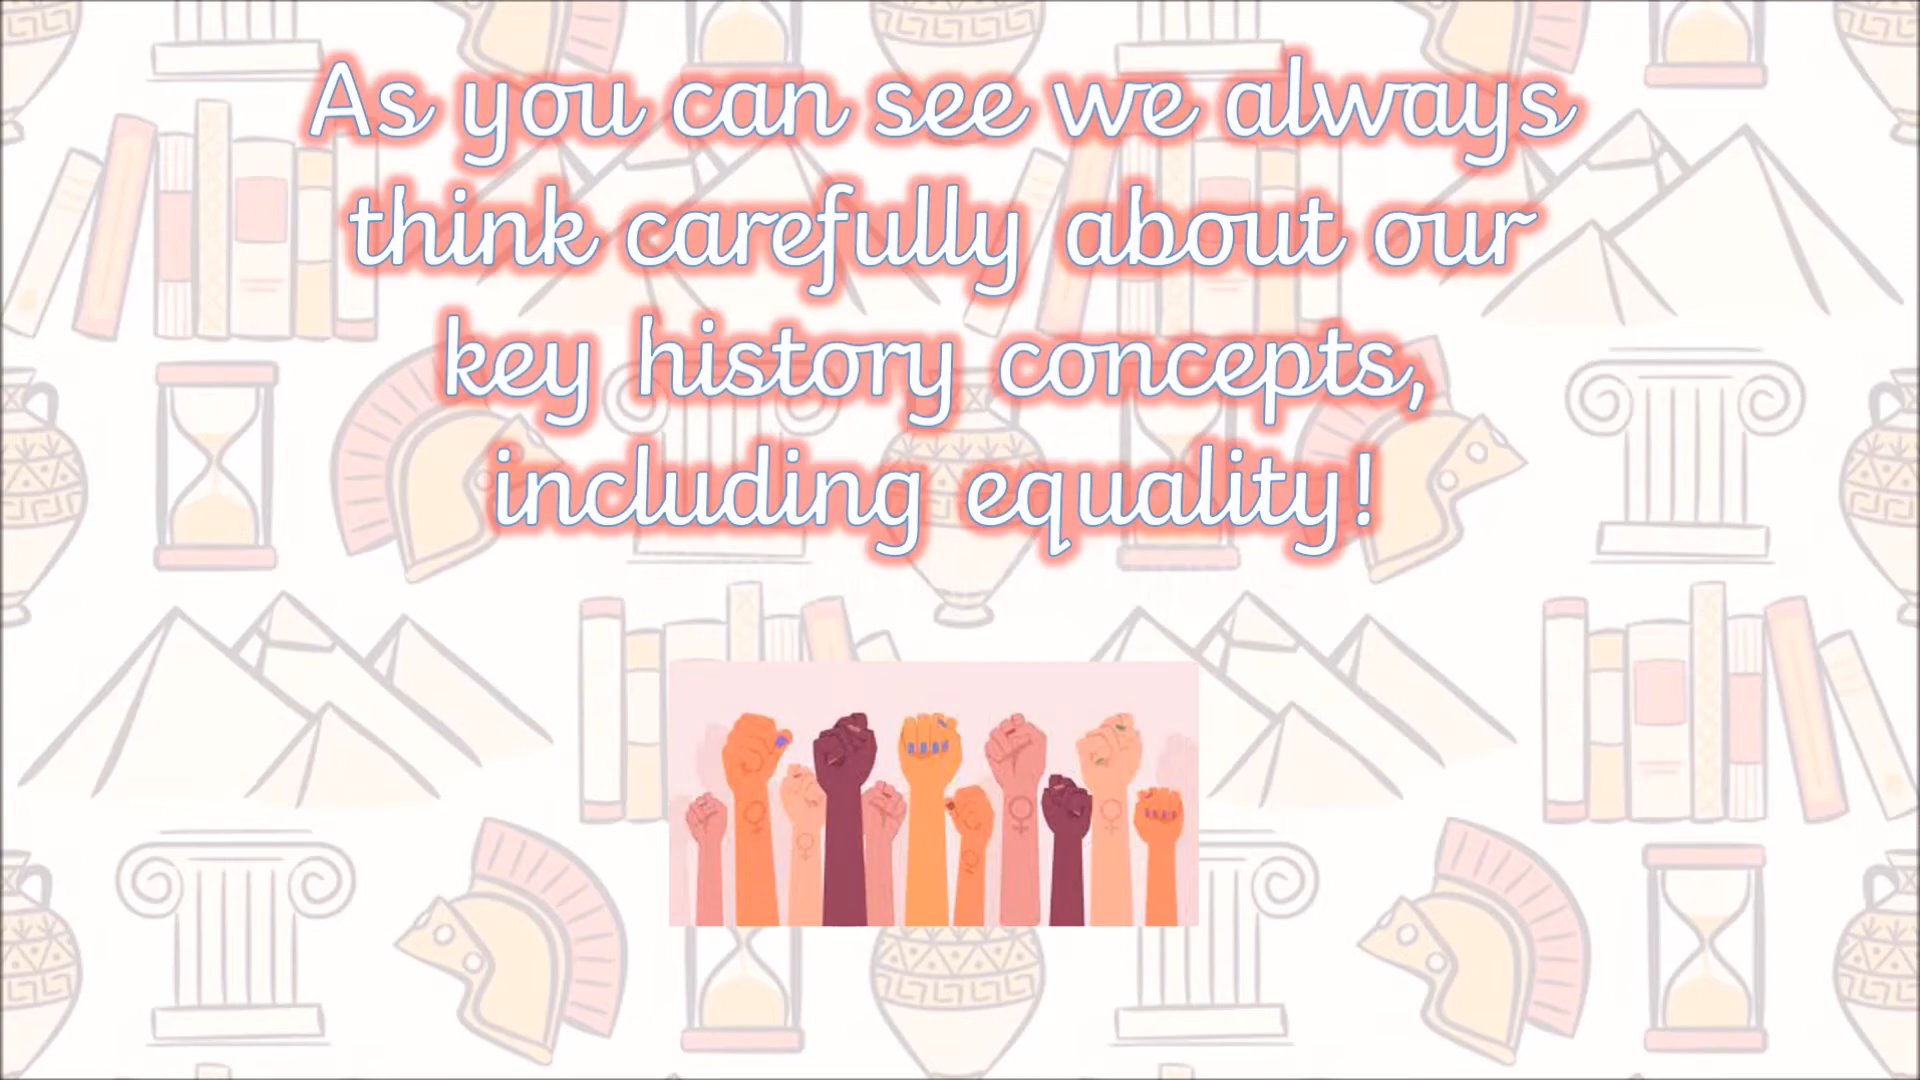 As you can see we always
think carefully about our
key history concepts,
including equality!